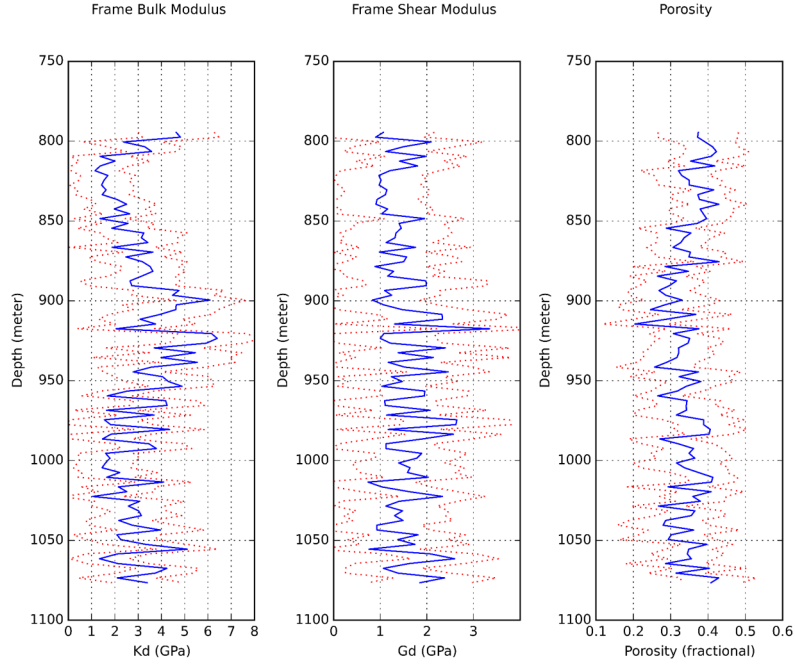 Frame Bulk Modulus
Frame Shear Modulus
Porosity
750
800
850
900
950
1000
1050
1100
Depth (meter)
0 1 2 3 4 5 6 7 8
Kd (GPa)
750
800
850
900
950
1000
1050
1100
Depth (meter)
0 1 2 3
Gd (GPa)
750
800
850
900
950
1000
1050
1100
Depth (meter)
0.1 0.2 0.3 0.4 0.5 0.6
Porosity (fractional)